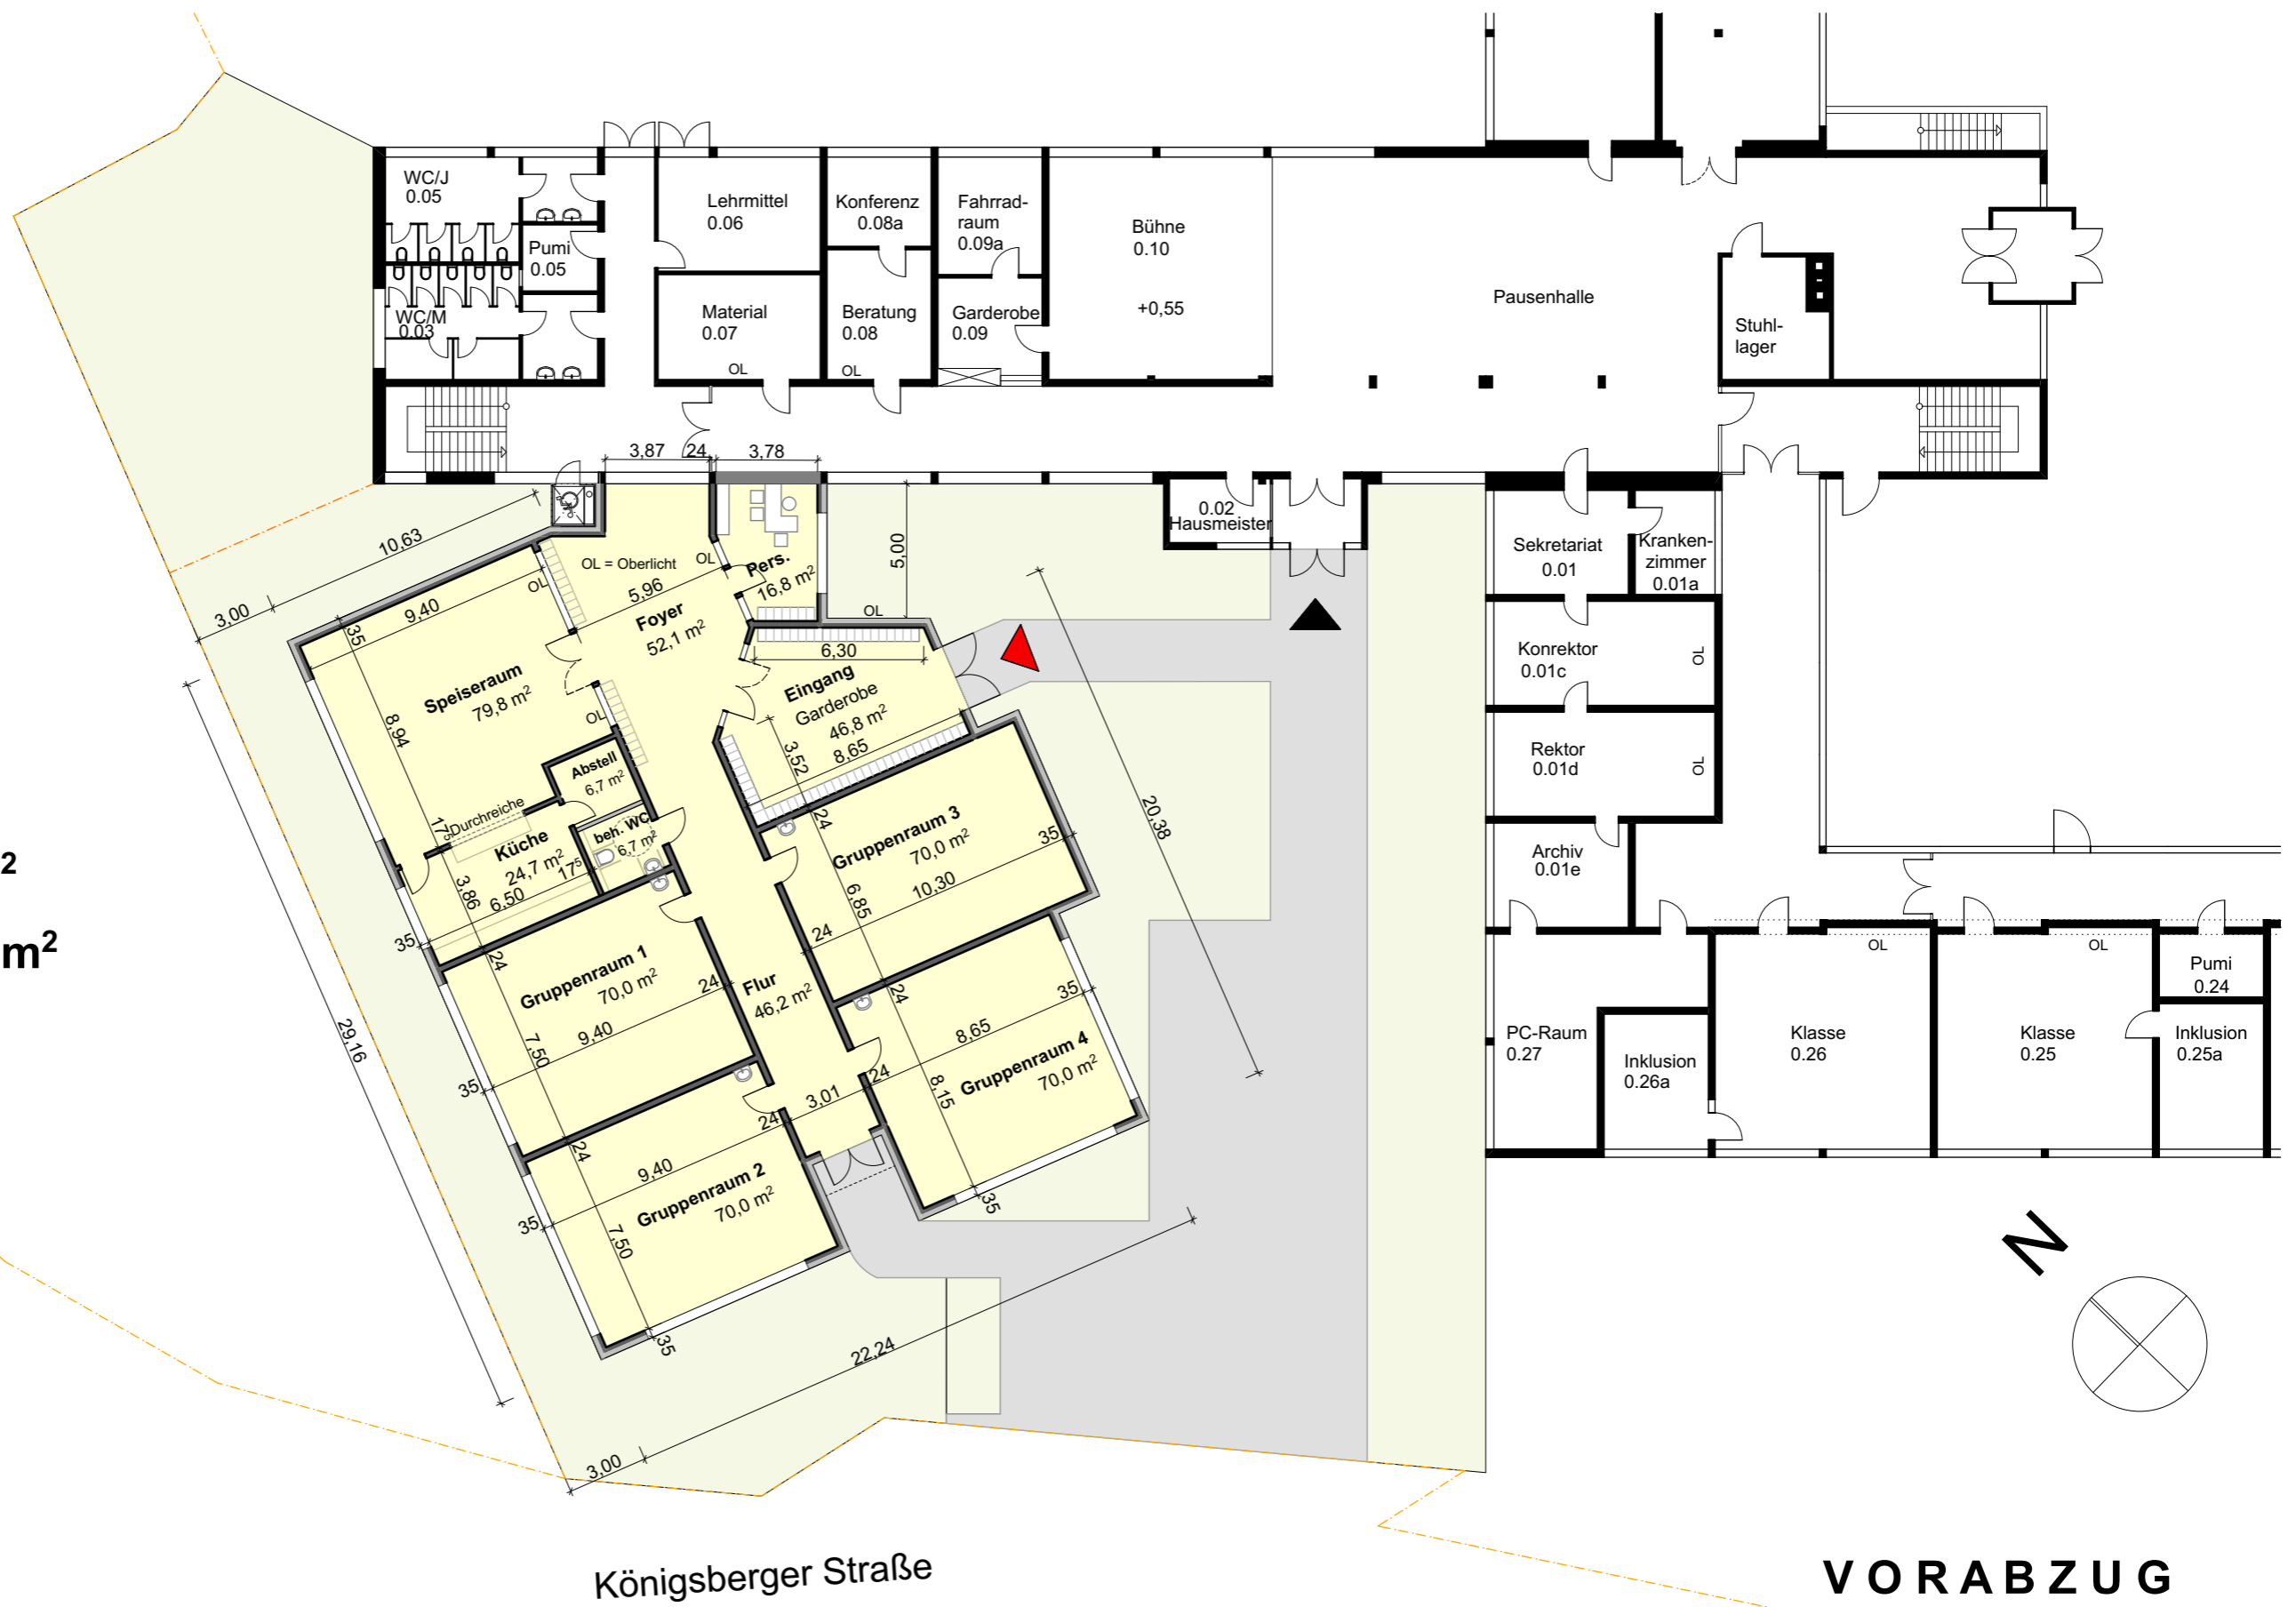 WC/J
0.05
Pumi
0.05
WC/M
0.03
Lehrmittel
0.06
Material
0.07
OL
Konferenz
0.08a
Beratung
0.08
OL
Fahrrad-
raum
0.09a
Garderobe
0.09
Bühne
0.10
+0,55
Pausenhalle
Stuhl-
lager
3,87
24
3,78
0.02
Hausmeister
Sekretariat
0.01
Kranken-
zimmer
0.01a
Konrektor
0.01c
OL
Rektor
0.01d
OL
Archiv
0.01e
PC-Raum
0.27
Inklusion
0.26a
Klasse
0.26
OL
Klasse
0.25
OL
Pumi
0.24
Inklusion
0.25a
10,63
3,00
9,40
35
OL
OL = Oberlicht
OL
5,96
Foyer
52,1 m²
Pers.
16,8 m²
5,00
OL
6,30
Eingang
Garderobe
46,8 m²
8,65
3,52
Speiseraum
79,8 m²
8,94
OL
Abstell
6,7 m²
Durchreiche
17⁵
Küche
24,7 m²
17⁵
3,86
6,50
35
beh. WC
6,7 m²
24
Gruppenraum 3
70,0 m²
35
10,30
6,85
24
20,38
24
Gruppenraum 1
70,0 m²
24
9,40
7,50
35
Flur
46,2 m²
24
35
8,65
Gruppenraum 4
70,0 m²
24
8,15
3,01
24
35
24
9,40
Gruppenraum 2
70,0 m²
35
7,50
35
29,16
22,24
3,00
2
m²
N
Königsberger Straße
VORABZUG